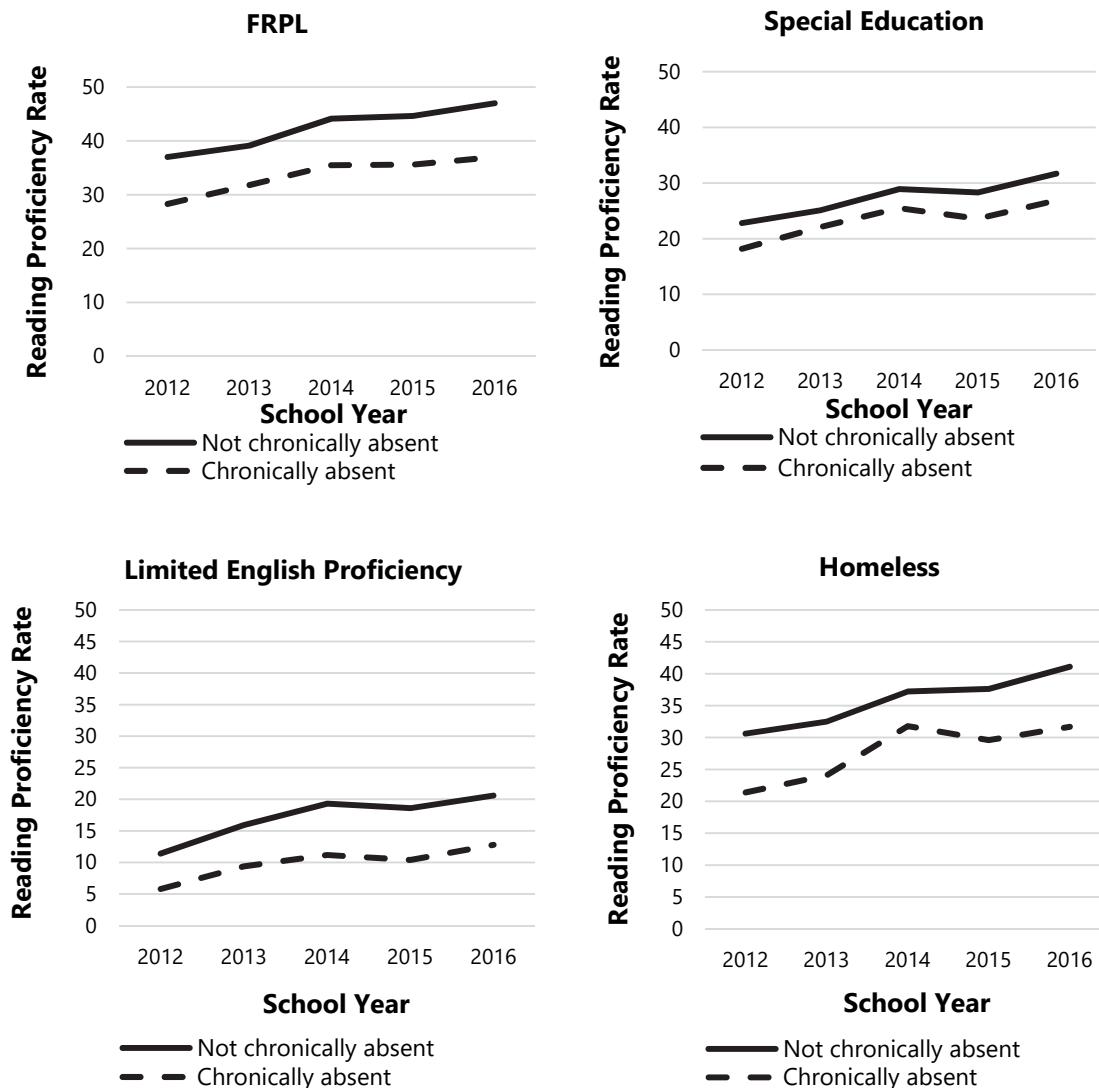 FRPL
Reading Proficiency Rate
50
40
30
20
10
0
2012 2013 2014 2015 2016
School Year
Not chronically absent
Chronically absent
Special Education
Reading Proficiency Rate
50
40
30
20
10
0
2012 2013 2014 2015 2016
School Year
Not chronically absent
Chronically absent
Limited English Proficiency
Reading Proficiency Rate
50
45
40
35
30
25
20
15
10
5
0
2012 2013 2014 2015 2016
School Year
Not chronically absent
Chronically absent
Homeless
Reading Proficiency Rate
50
45
40
35
30
25
20
15
10
5
0
2012 2013 2014 2015 2016
School Year
Not chronically absent
Chronically absent